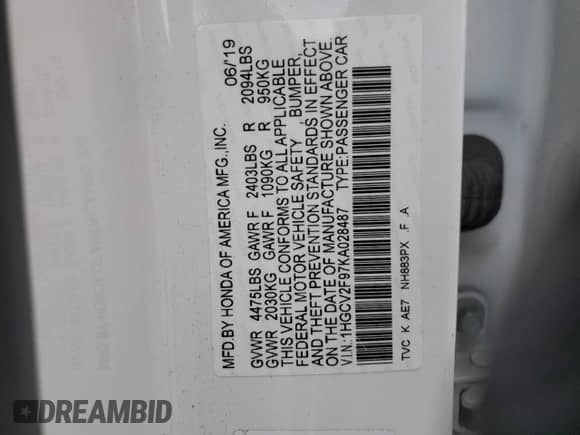 MFD.BY HONDA OF AMERICA MFG.,INC. 06/'19
GVWR 4475LBS GAWR F 2403LBS R 2094LBS
GVWR 2030KG GAWR F 1090KG R 950KG
THIS VEHICLE CONFORMS TO ALL APPLICABLE
FEDERAL MOTOR VEHICLE SAFETY , BUMPER,
AND THEFT PREVENTION STANDARDS IN EFFECT
ON THE DATE OF MANUFACTURE SHOWN ABOVE.
V.I.N.:1HGCV2F97KA028487 TYPE:PASSENGER CAR
TVC K AE7 NH883PX .F .A
DREAMBID